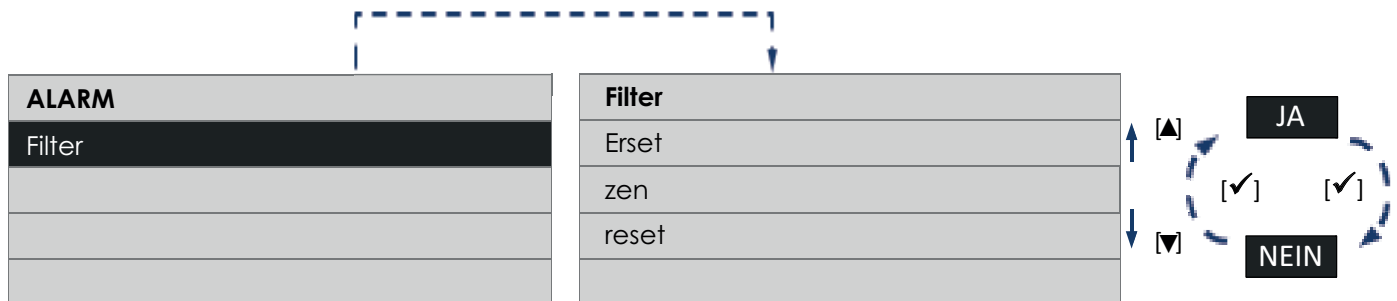 ALARM
Filter
Filter
Erset
zen
reset
[▲]
[▼]
JA
[✔] [✔]
NEIN